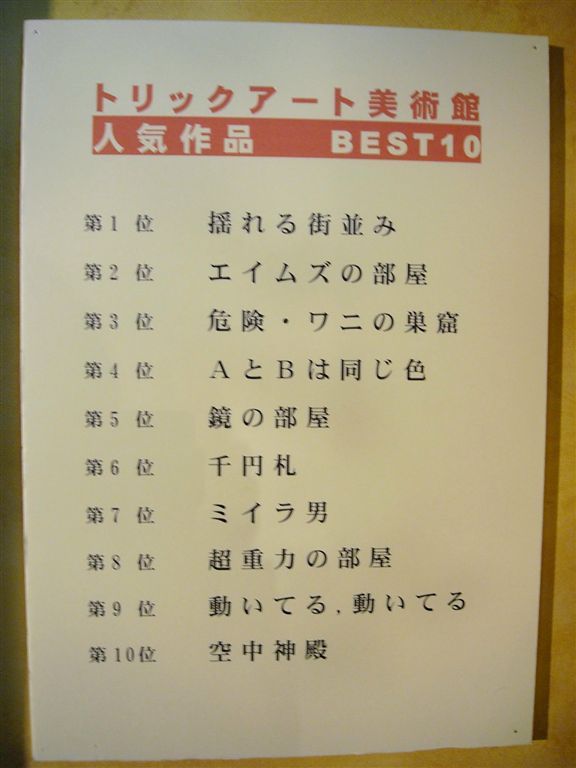 トリックアート美術館
人気作品 BEST10
第1位 揺れる街並み
第2位 エイムズの部屋
第3位 危険・ワニの巣窟
第4位 AとBは同じ色
第5位 鏡の部屋
第6位 千円札
第7位 ミイラ男
第8位 超重力の部屋
第9位 動いてる,動いてる
第10位 空中神殿